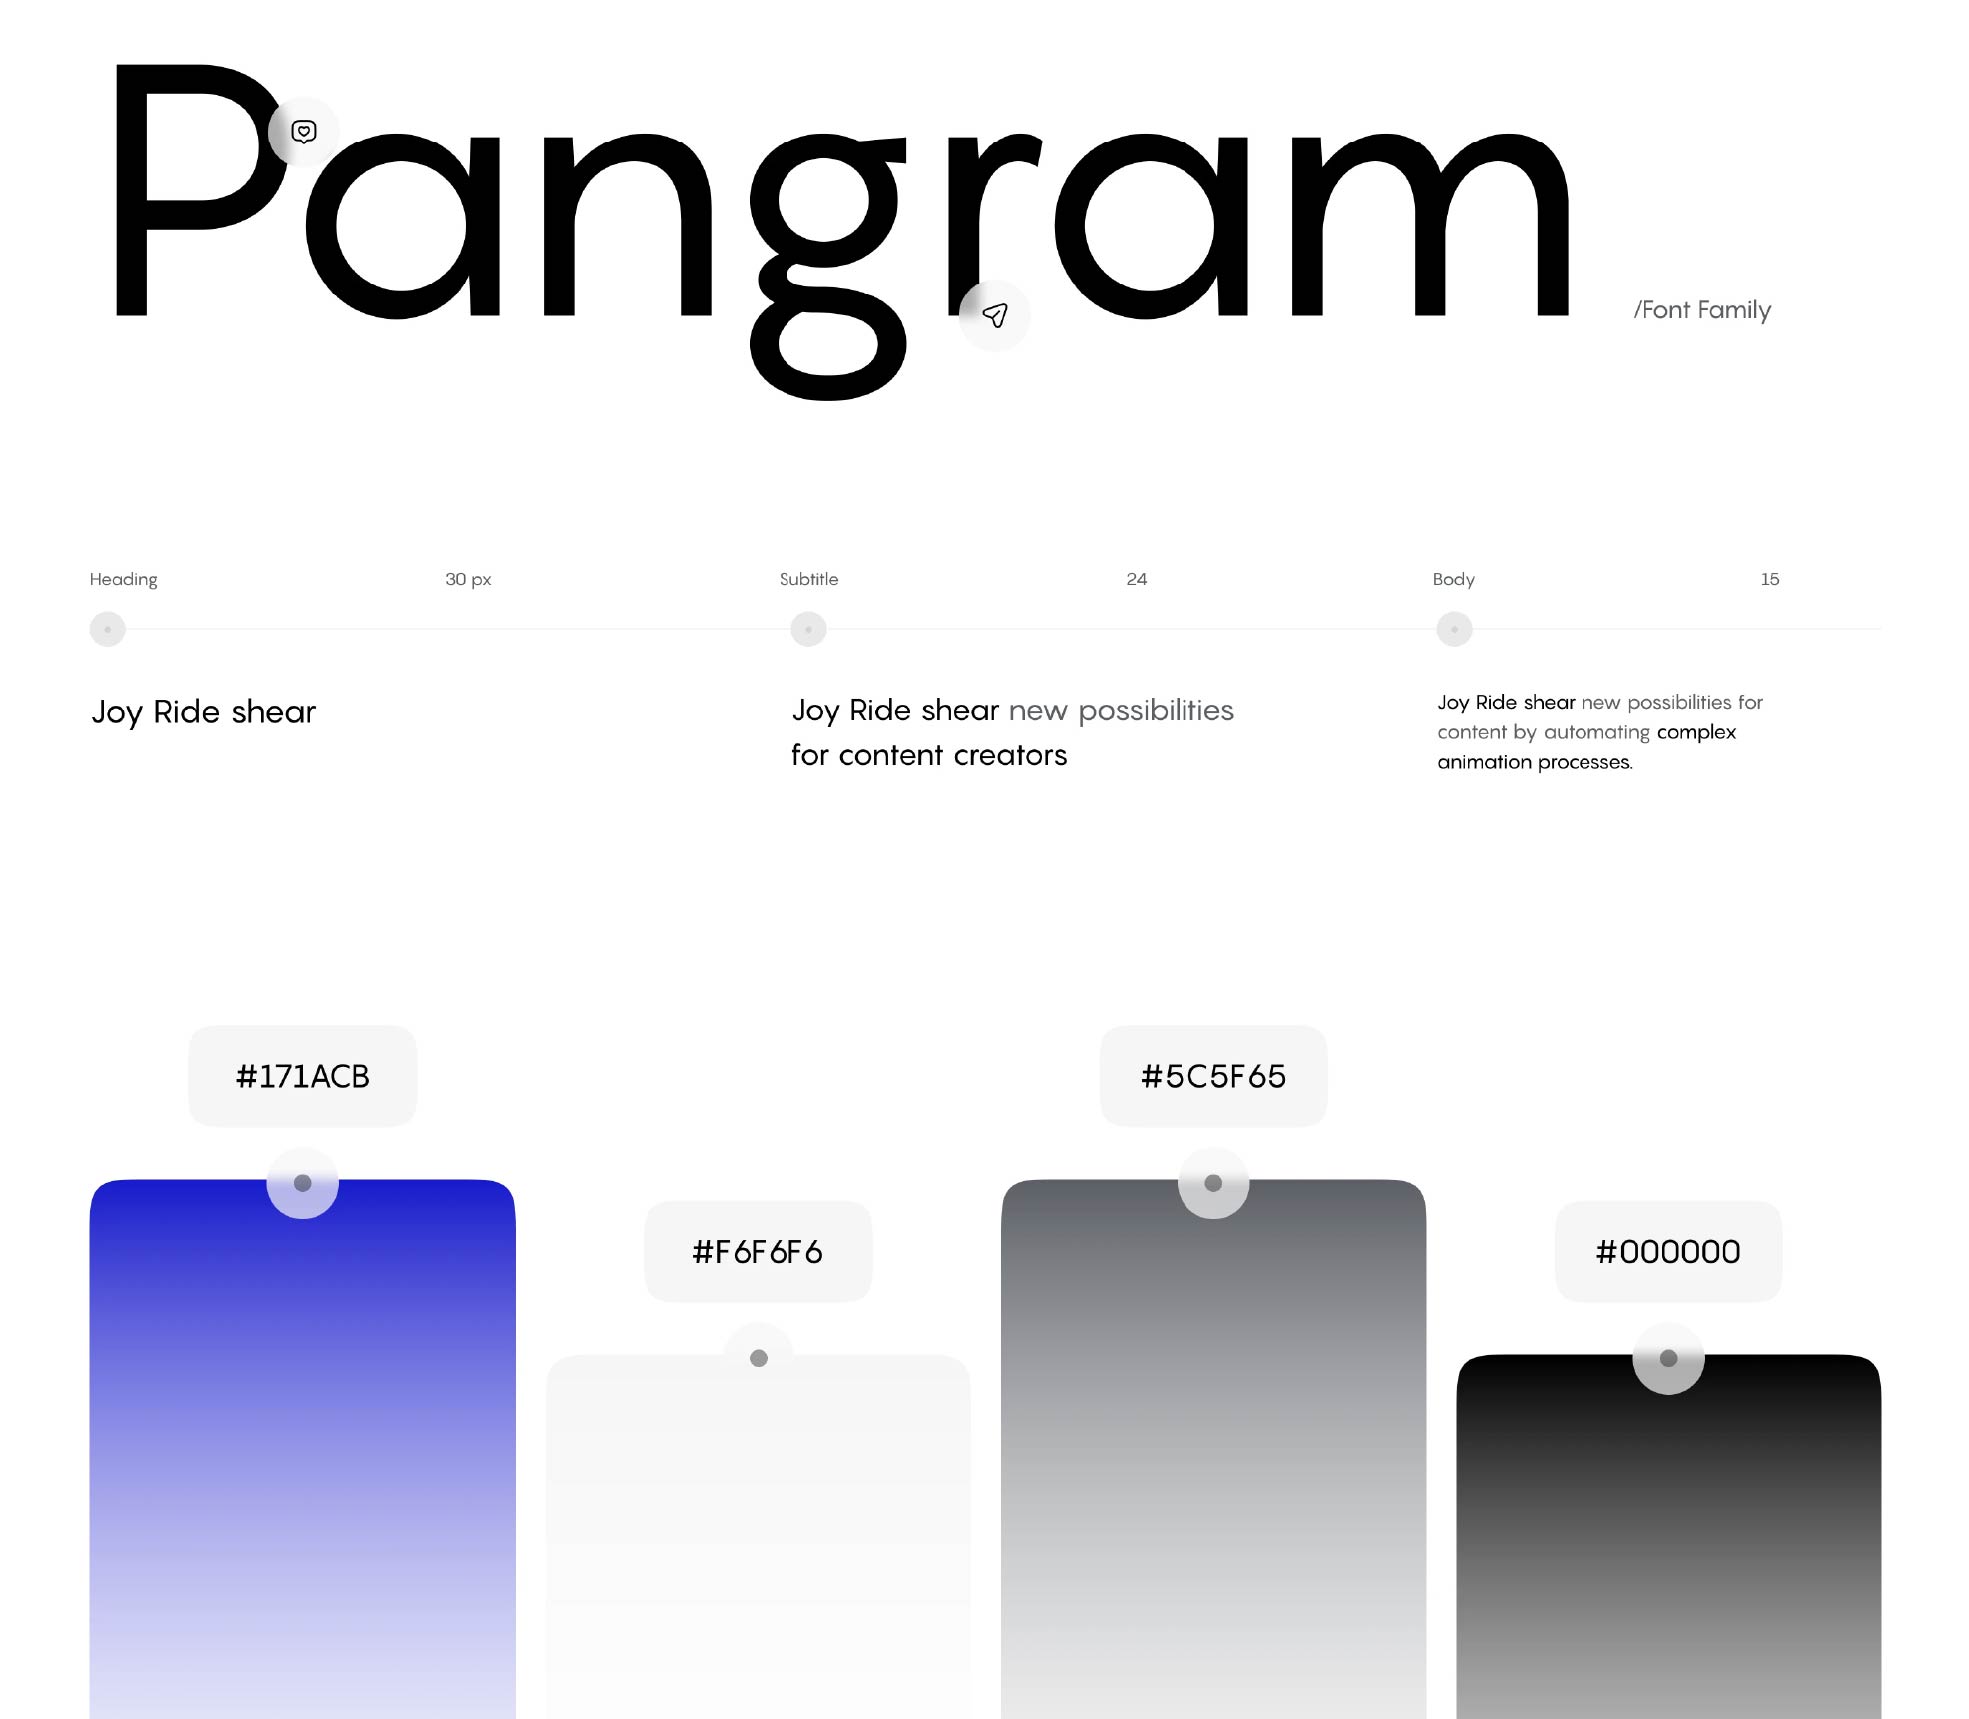 Pangram
/Font Family
Heading
30 px
Subtitle
24
Body
15
Joy Ride shear
Joy Ride shear new possibilities
for content creators
Joy Ride shear new possibilities for
content by automating complex
animation processes.
#171ACB
#5C5F65
#F6F6F6
#000000